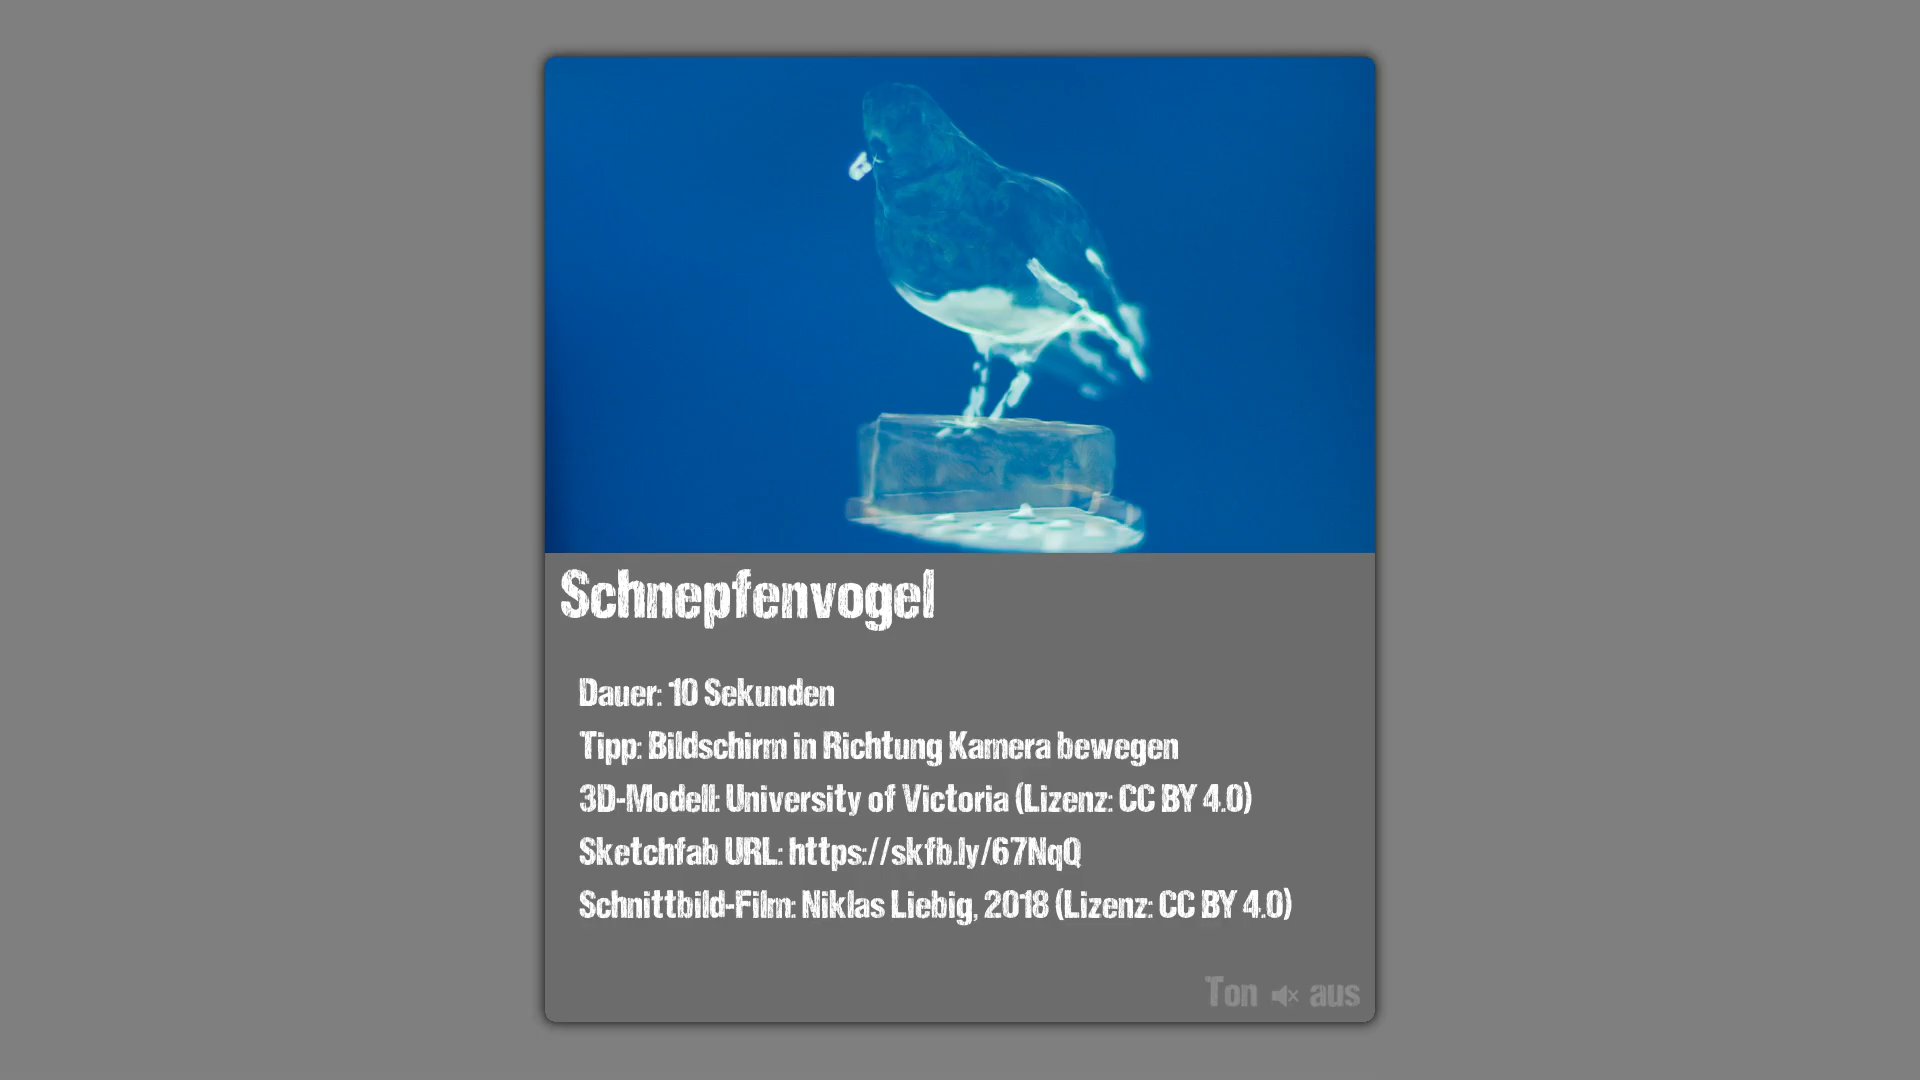 Schnepfenvogel
Dauer: 10 Sekunden
Tipp: Bildschirm in Richtung Kamera bewegen
3D-Modell: University of Victoria (Lizenz: CC BY 4.0)
Sketchfab URL: https://skfb.ly/67NqQ
Schnittbild-Film: Niklas Liebig, 2018 (Lizenz: CC BY 4.0)
Ton aus